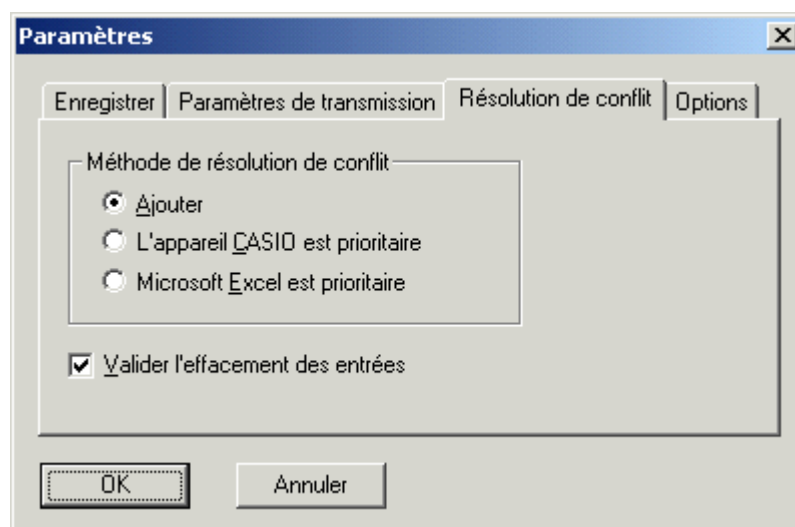 Paramètres
Enregistrer Paramètres de transmission Résolution de conflit Options
Méthode de résolution de conflit
Ajouter
L'appareil CASIO est prioritaire
Microsoft Excel est prioritaire
Valider l'effacement des entrées
OK Annuler